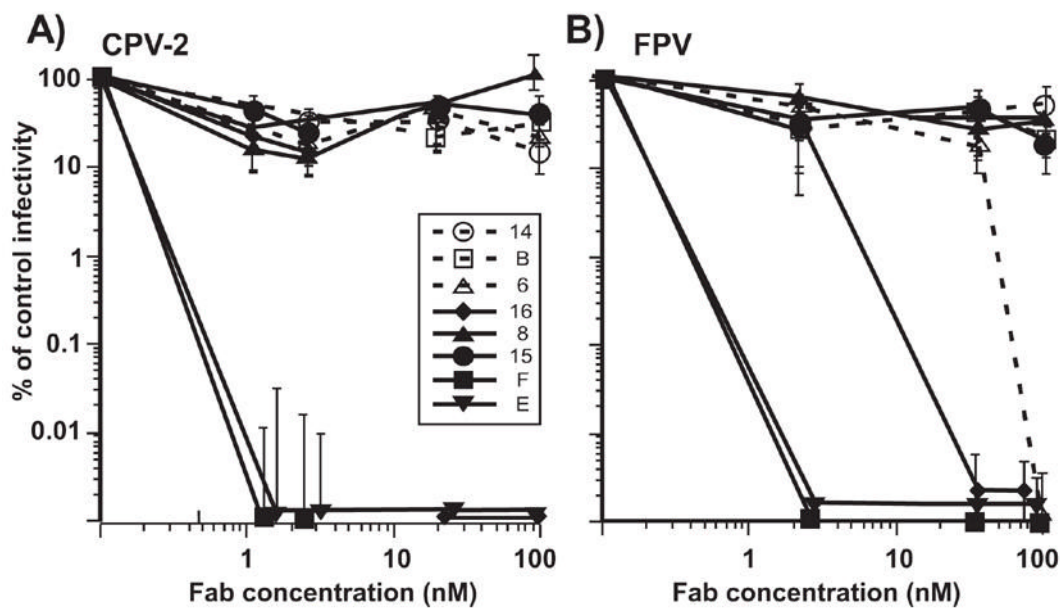 A) CPV-2
B) FPV
% of control infectivity
100
10
1
0.1
0.01
14
B
6
16
8
15
F
E
1 10 100
1 10 100
Fab concentration (nM)
Fab concentration (nM)